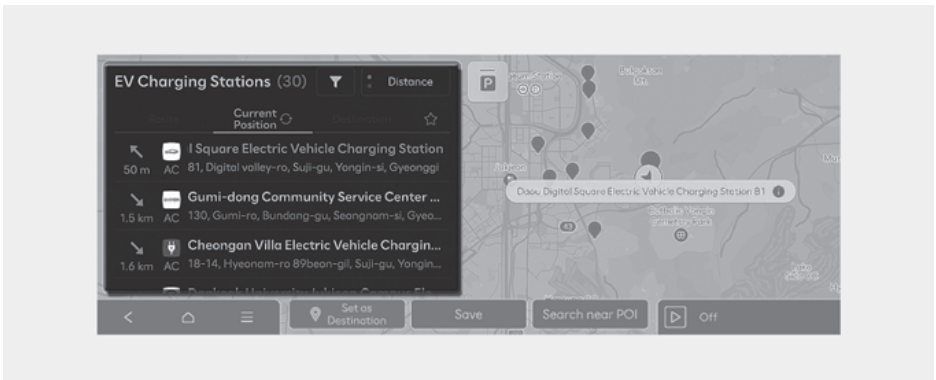 EV Charging Stations (30)
Distance
Current
Position
l Square Electric Vehicle Charging Station
50 m AC 81, Digital valley-ro, Suji-gu, Yongin-si, Gyeonggi
Gumi-dong Community Service Center ...
1.5 km AC 130, Gumi-ro, Bundang-gu, Seongnam-si, Gyeo...
Cheongan Villa Electric Vehicle Chargin...
1.6 km AC 18-14, Hyeonam-ro 89beon-gil, Suji-gu, Yongin...
P
Daou Digital Square Electric Vehicle Charging Station B1
43
Set as
Destination
Save
Search near POI
Off